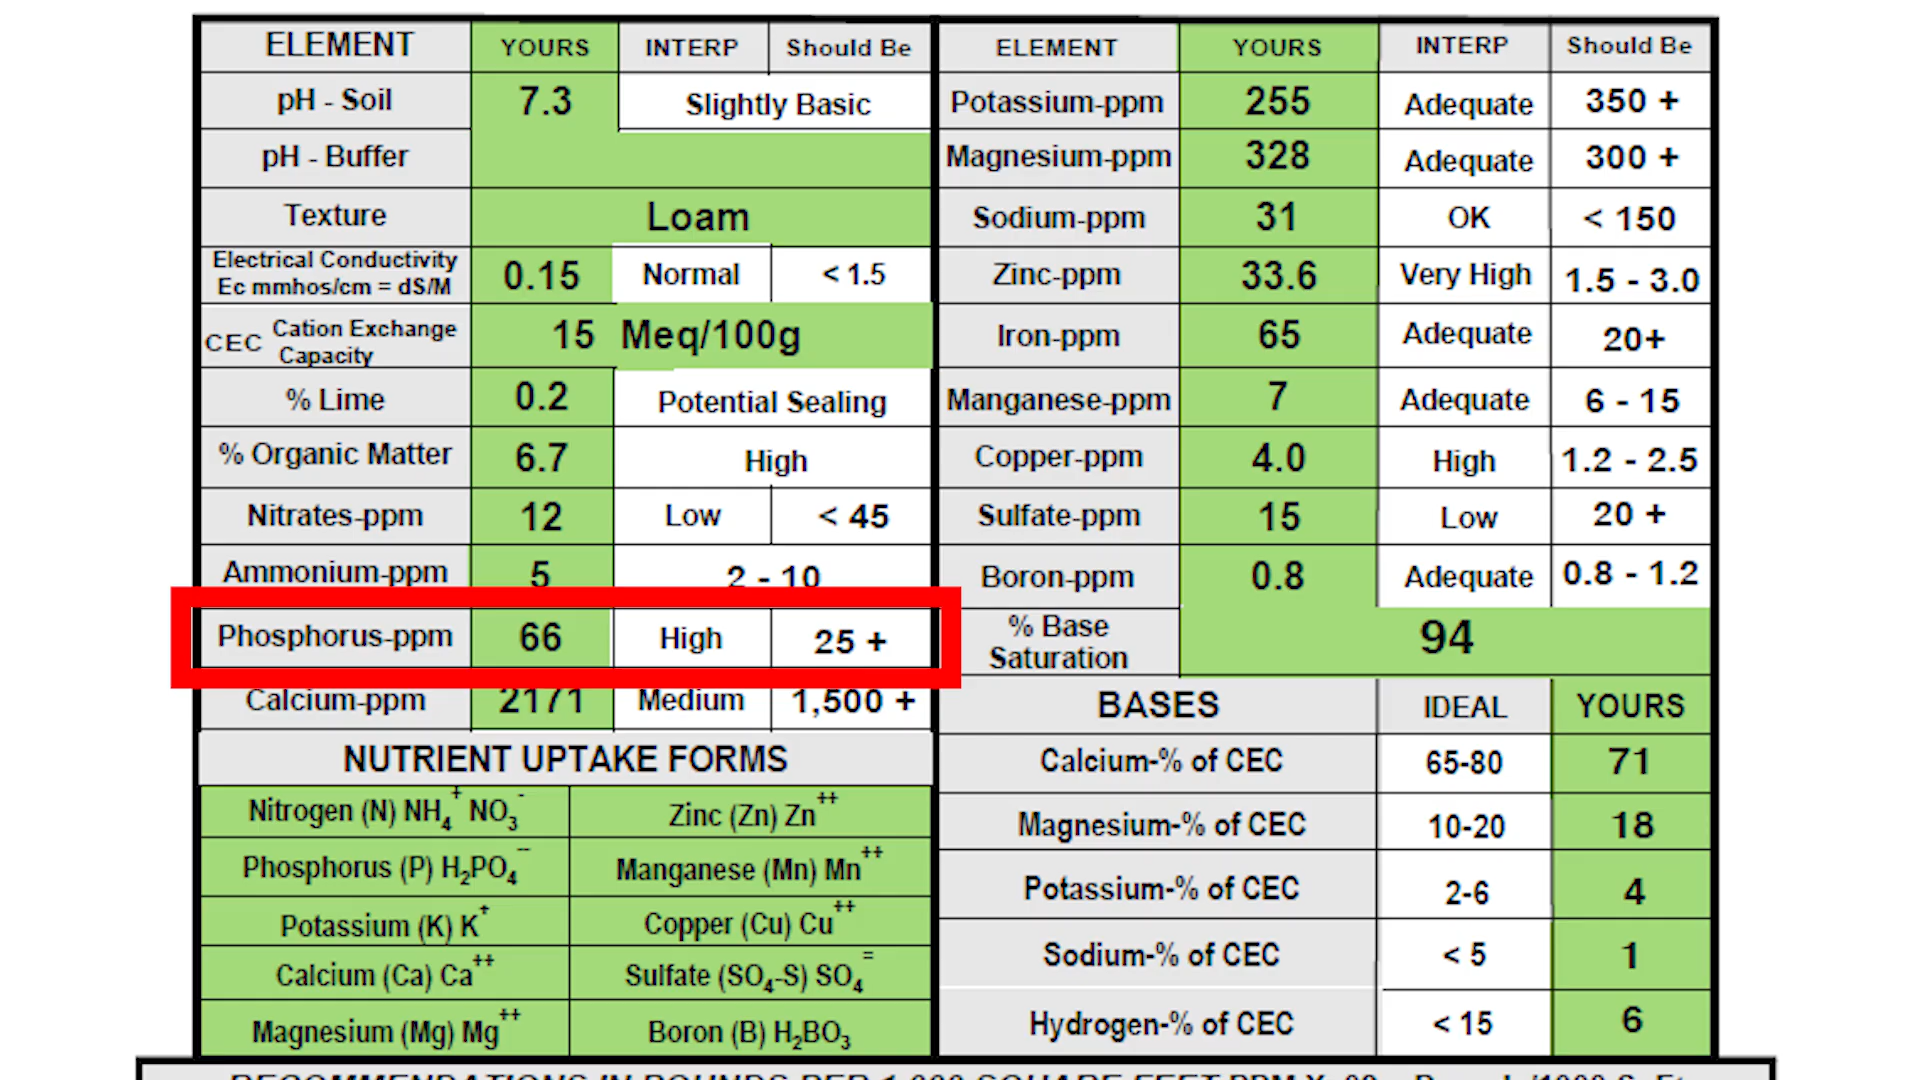 ELEMENT YOURS INTERP Should Be
pH - Soil 7.3 Slightly Basic
pH - Buffer
Texture Loam
Electrical Conductivity
Ec mmhos/cm = dS/M 0.15 Normal < 1.5
CEC Cation Exchange
Capacity 15 Meq/100g
% Lime 0.2 Potential Sealing
% Organic Matter 6.7 High
Nitrates-ppm 12 Low < 45
Ammonium-ppm 5 2 - 10
Phosphorus-ppm 66 High 25 +
Calcium-ppm 2171 Medium 1,500 +
NUTRIENT UPTAKE FORMS
Nitrogen (N) NH₄⁺ NO₃⁻ Zinc (Zn) Zn⁺⁺
Phosphorus (P) H₂PO₄⁻⁻ Manganese (Mn) Mn⁺⁺
Potassium (K) K⁺ Copper (Cu) Cu⁺⁺
Calcium (Ca) Ca⁺⁺ Sulfate (SO₄-S) SO₄⁼
Magnesium (Mg) Mg⁺⁺ Boron (B) H₂BO₃
ELEMENT YOURS INTERP Should Be
Potassium-ppm 255 Adequate 350 +
Magnesium-ppm 328 Adequate 300 +
Sodium-ppm 31 OK < 150
Zinc-ppm 33.6 Very High 1.5 - 3.0
Iron-ppm 65 Adequate 20+
Manganese-ppm 7 Adequate 6 - 15
Copper-ppm 4.0 High 1.2 - 2.5
Sulfate-ppm 15 Low 20 +
Boron-ppm 0.8 Adequate 0.8 - 1.2
% Base
Saturation 94
BASES IDEAL YOURS
Calcium-% of CEC 65-80 71
Magnesium-% of CEC 10-20 18
Potassium-% of CEC 2-6 4
Sodium-% of CEC < 5 1
Hydrogen-% of CEC < 15 6
RECOMMENDATIONS IN POUNDS PER 1,000 SQUARE FEET PPM X